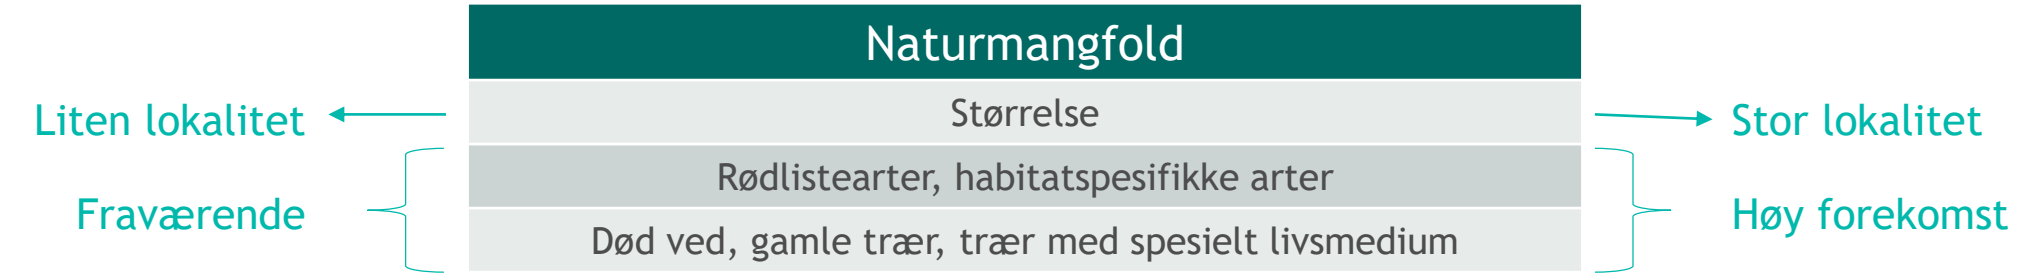 Naturmangfold
Liten lokalitet
Størrelse
Stor lokalitet
Rødlistearter, habitatspesifikke arter
Fraværende
Høy forekomst
Død ved, gamle trær, trær med spesielt livsmedium